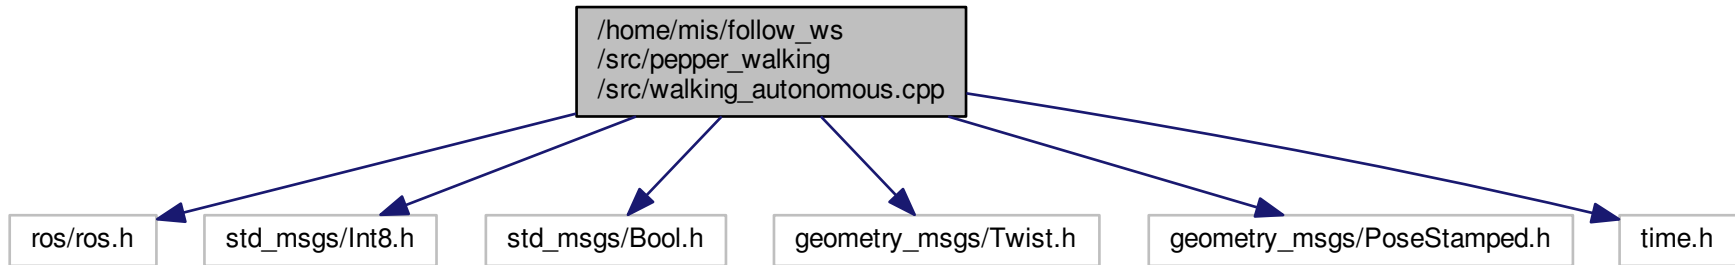 /home/mis/follow_ws
/src/pepper_walking
/src/walking_autonomous.cpp
ros/ros.h
std_msgs/Int8.h
std_msgs/Bool.h
geometry_msgs/Twist.h
geometry_msgs/PoseStamped.h
time.h